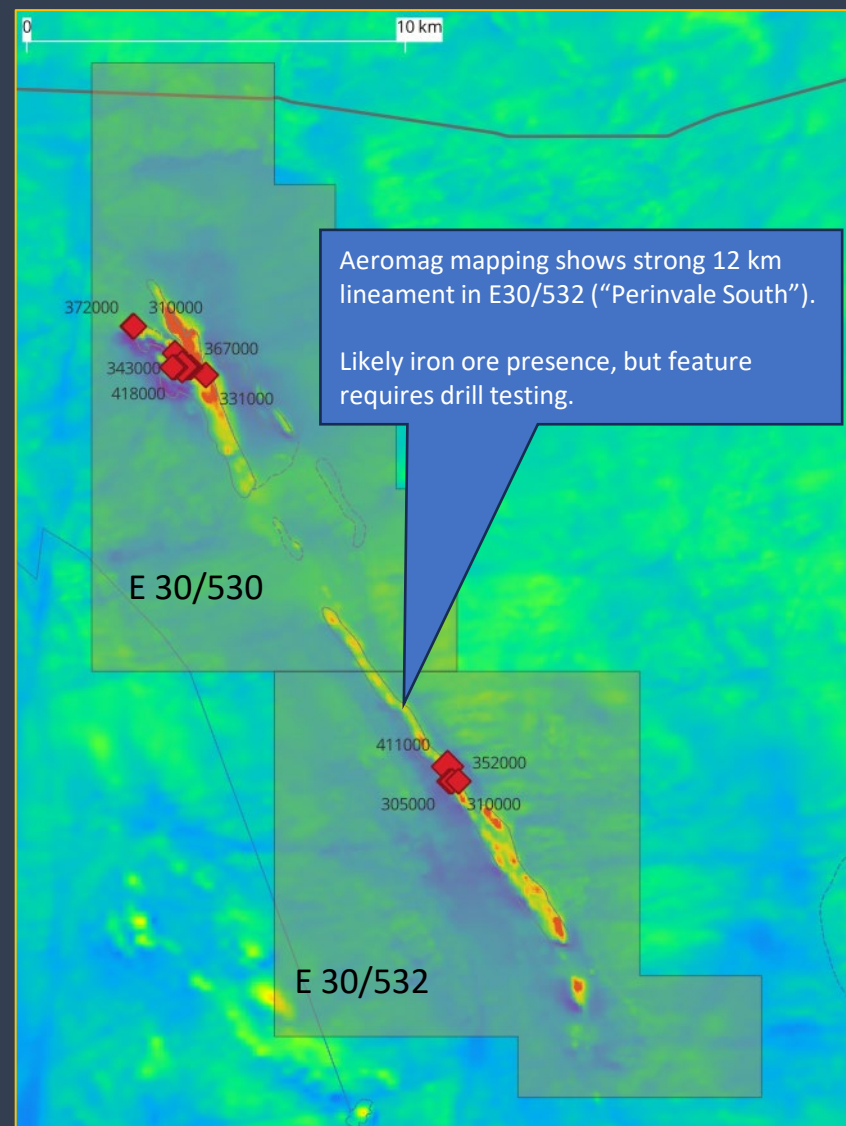 0
10 km
Aeromag mapping shows strong 12 km
lineament in E30/532 (“Perinvale South”).
Likely iron ore presence, but feature
requires drill testing.
372000
310000
367000
343000
418000
331000
E 30/530
411000
352000
305000
310000
E 30/532